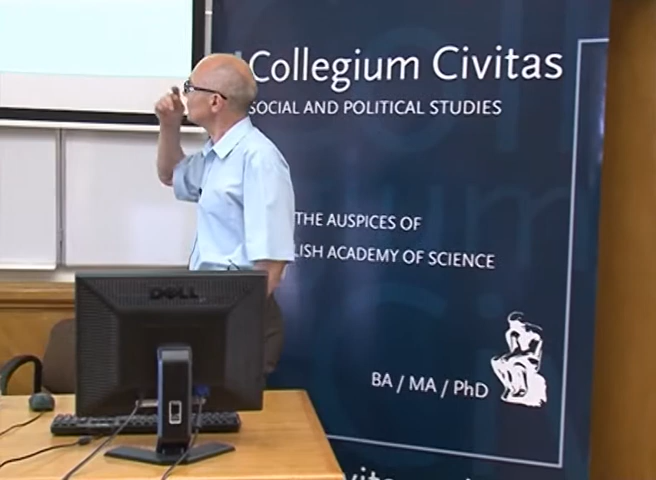 Collegium Civitas
SOCIAL AND POLITICAL STUDIES
THE AUSPICES OF
ACADEMY OF SCIENCE
BA / MA / PhD
DELL